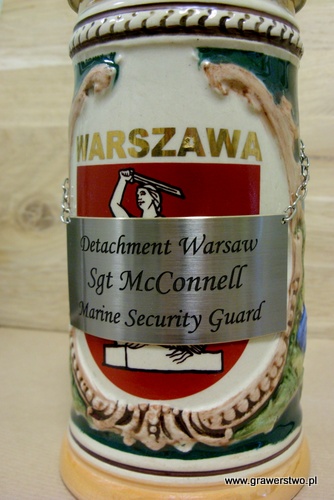 WARSZAWA
Detachment Warsaw
Sgt McConnell
Marine Security Guard
www.grawerstwo.pl